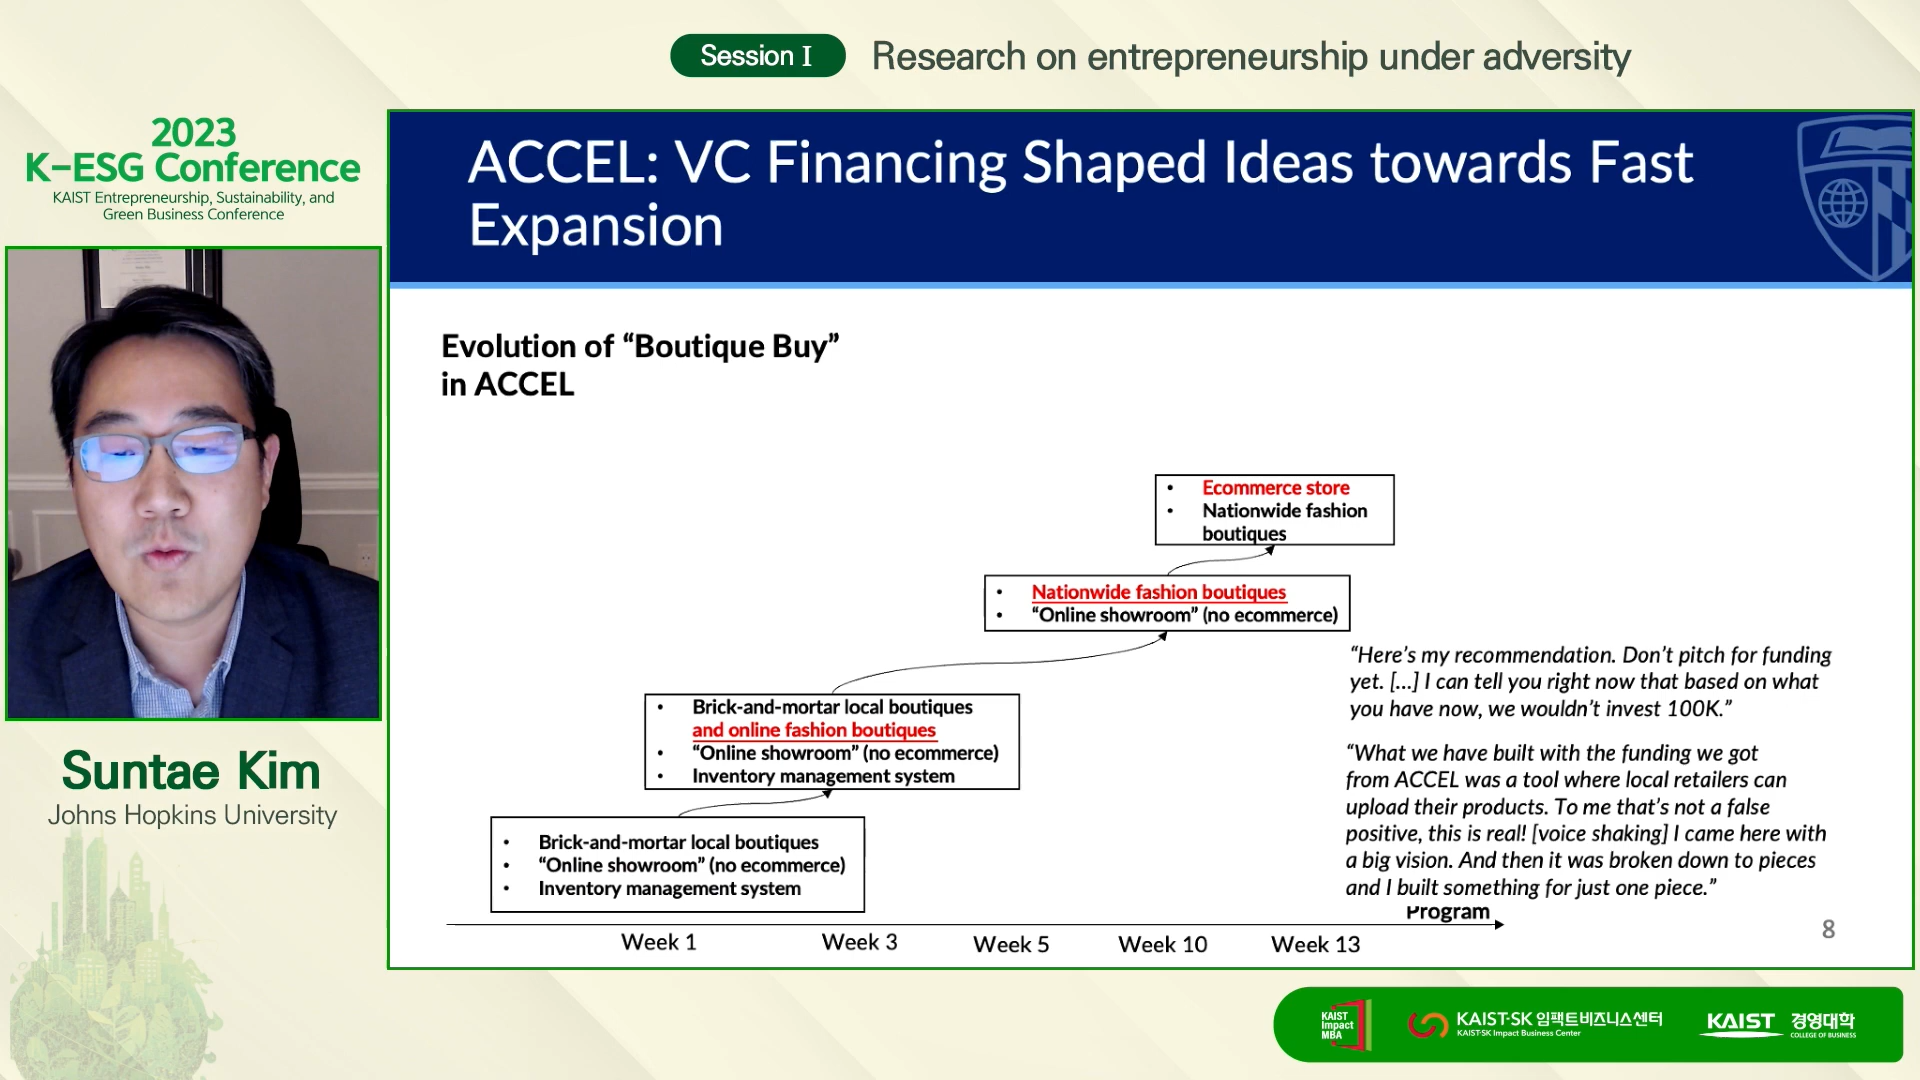 Session I
Research on entrepreneurship under adversity
2023
K-ESG Conference
KAIST Entrepreneurship, Sustainability, and
Green Business Conference
ACCEL: VC Financing Shaped Ideas towards Fast
Expansion
Evolution of “Boutique Buy”
in ACCEL
• Ecommerce store
• Nationwide fashion
boutiques
• Nationwide fashion boutiques
• “Online showroom” (no ecommerce)
• Brick-and-mortar local boutiques
and online fashion boutiques
• “Online showroom” (no ecommerce)
• Inventory management system
• Brick-and-mortar local boutiques
• “Online showroom” (no ecommerce)
• Inventory management system
“Here’s my recommendation. Don’t pitch for funding
yet. [...] I can tell you right now that based on what
you have now, we wouldn’t invest 100K.”
“What we have built with the funding we got
from ACCEL was a tool where local retailers can
upload their products. To me that’s not a false
positive, this is real! [voice shaking] I came here with
a big vision. And then it was broken down to pieces
and I built something for just one piece.”
Program
Week 1
Week 3
Week 5
Week 10
Week 13
8
Suntae Kim
Johns Hopkins University
KAIST
Impact
MBA
KAIST-SK 임팩트비즈니스센터
KAIST-SK Impact Business Center
KAIST
경영대학
COLLEGE OF BUSINESS